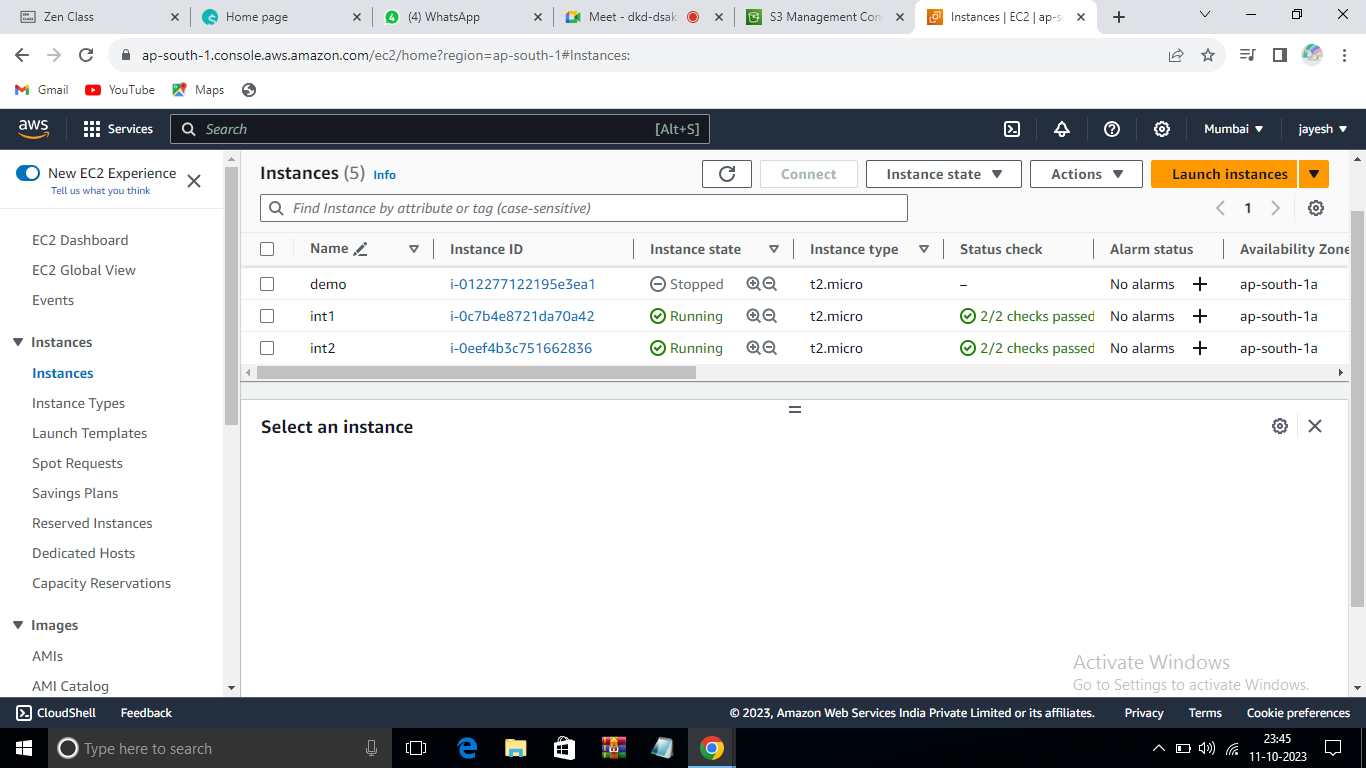 Zen Class
Home page
(4) WhatsApp
Meet - dkd-dsak
S3 Management Con
Instances | EC2 | ap-s
ap-south-1.console.aws.amazon.com/ec2/home?region=ap-south-1#Instances:
Gmail
YouTube
Maps
aws
Services
Search
[Alt+S]
Mumbai
jayesh
New EC2 Experience
Tell us what you think
EC2 Dashboard
EC2 Global View
Events
Instances
Instances
Instance Types
Launch Templates
Spot Requests
Savings Plans
Reserved Instances
Dedicated Hosts
Capacity Reservations
Images
AMIs
AMI Catalog
Instances (5) Info
Connect
Instance state
Actions
Launch instances
Find Instance by attribute or tag (case-sensitive)
1
Name Instance ID Instance state Instance type Status check Alarm status Availability Zone
demo i-012277122195e3ea1 Stopped t2.micro – No alarms + ap-south-1a
int1 i-0c7b4e8721da70a42 Running t2.micro 2/2 checks passed No alarms + ap-south-1a
int2 i-0eef4b3c751662836 Running t2.micro 2/2 checks passed No alarms + ap-south-1a
Select an instance
Activate Windows
Go to Settings to activate Windows.
CloudShell
Feedback
© 2023, Amazon Web Services India Private Limited or its affiliates.
Privacy
Terms
Cookie preferences
Type here to search
23:45
11-10-2023